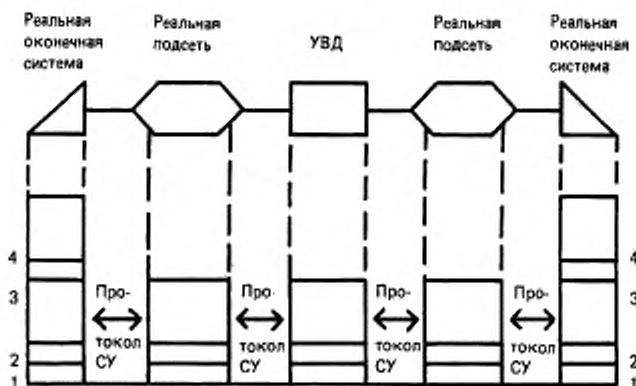 Реальная оконечная система
Реальная подсеть
УВД
Реальная подсеть
Реальная оконечная система
4
3
2
1
Про-
токол
СУ
Про-
токол
СУ
Про-
токол
СУ
Про-
токол
СУ
4
3
2
1